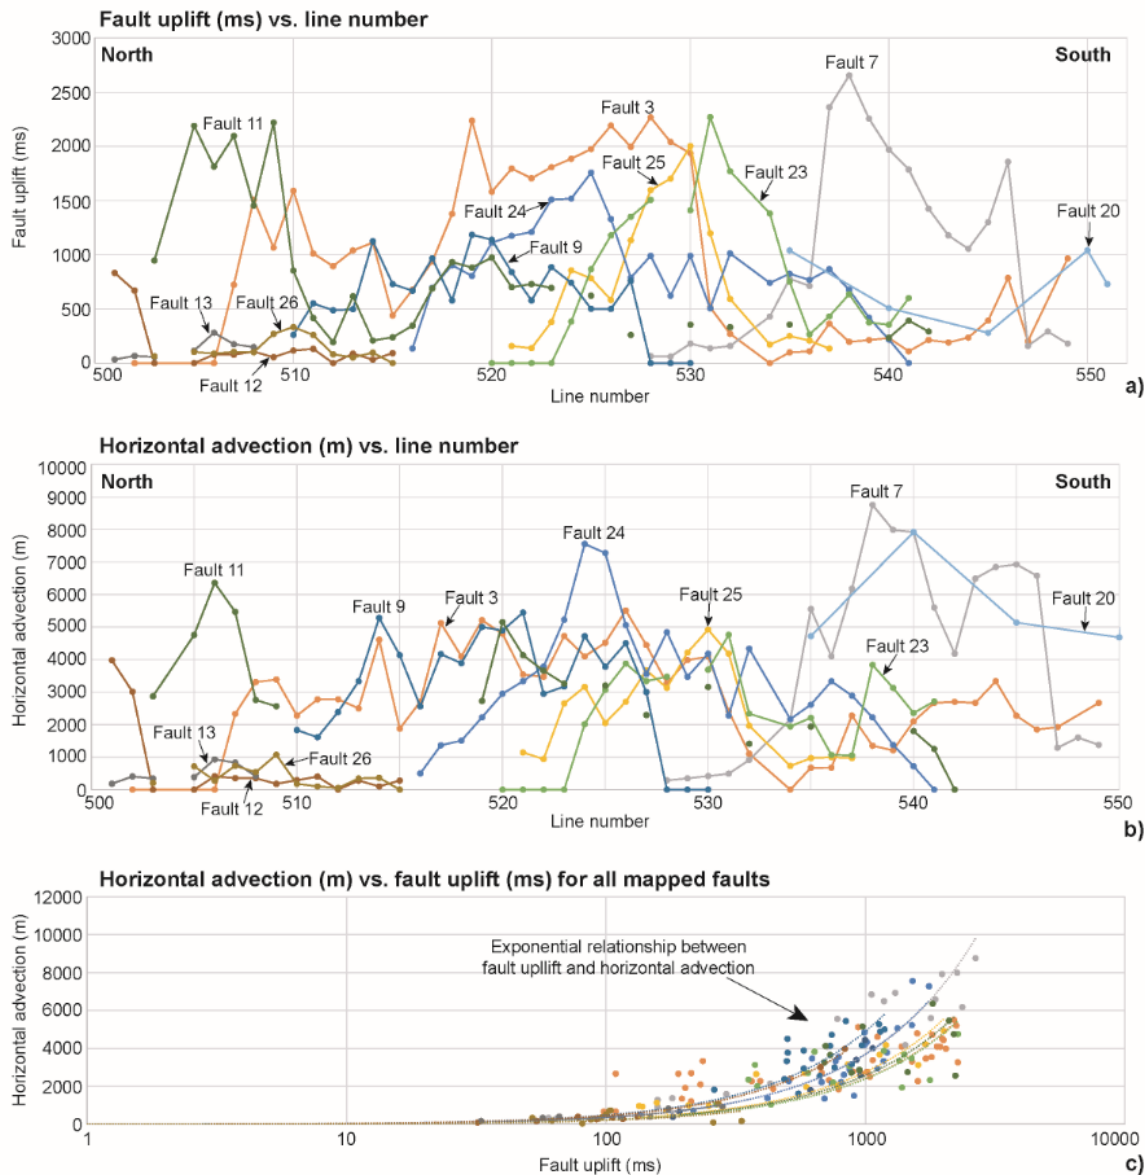 Fault uplift (ms) vs. line number
3000
2500
2000
1500
1000
500
0
Fault uplift (ms)
North
South
Fault 7
Fault 3
Fault 11
Fault 25
Fault 23
Fault 24
Fault 20
Fault 9
Fault 13
Fault 26
Fault 12
500
510
520
530
540
550
Line number
a)
Horizontal advection (m) vs. line number
10000
9000
8000
7000
6000
5000
4000
3000
2000
1000
0
Horizontal advection (m)
North
South
Fault 7
Fault 24
Fault 11
Fault 9
Fault 3
Fault 25
Fault 20
Fault 23
Fault 13
Fault 26
Fault 12
500
510
520
530
540
550
Line number
b)
Horizontal advection (m) vs. fault uplift (ms) for all mapped faults
12000
12000
10000
8000
6000
4000
2000
0
Horizontal advection (m)
Exponential relationship between
fault upllift and horizontal advection
1
10
100
1000
10000
Fault uplift (ms)
c)